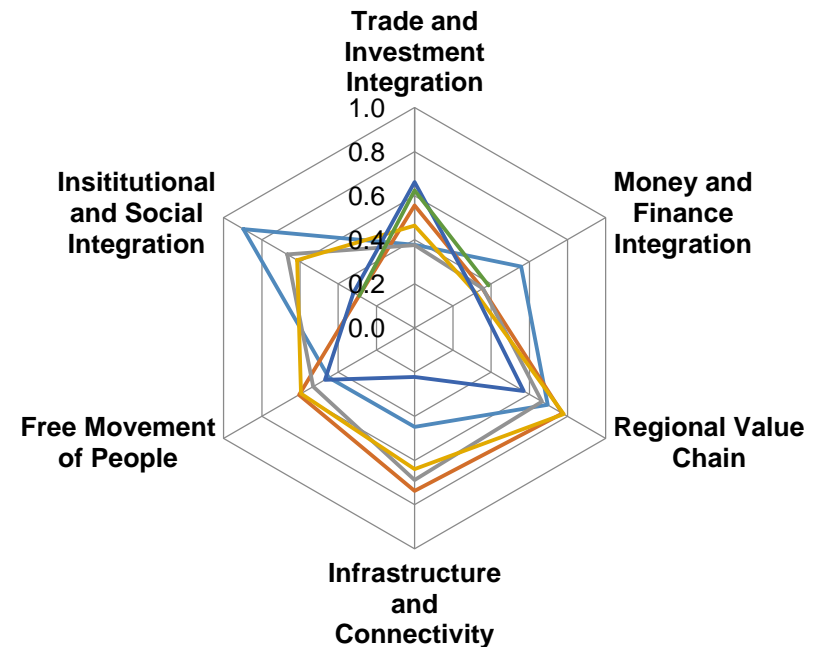 Trade and
Investment
Integration
1.0
0.8
0.6
0.4
0.2
0.0
Insititutional
and Social
Integration
Money and
Finance
Integration
Free Movement
of People
Regional Value
Chain
Infrastructure
and
Connectivity